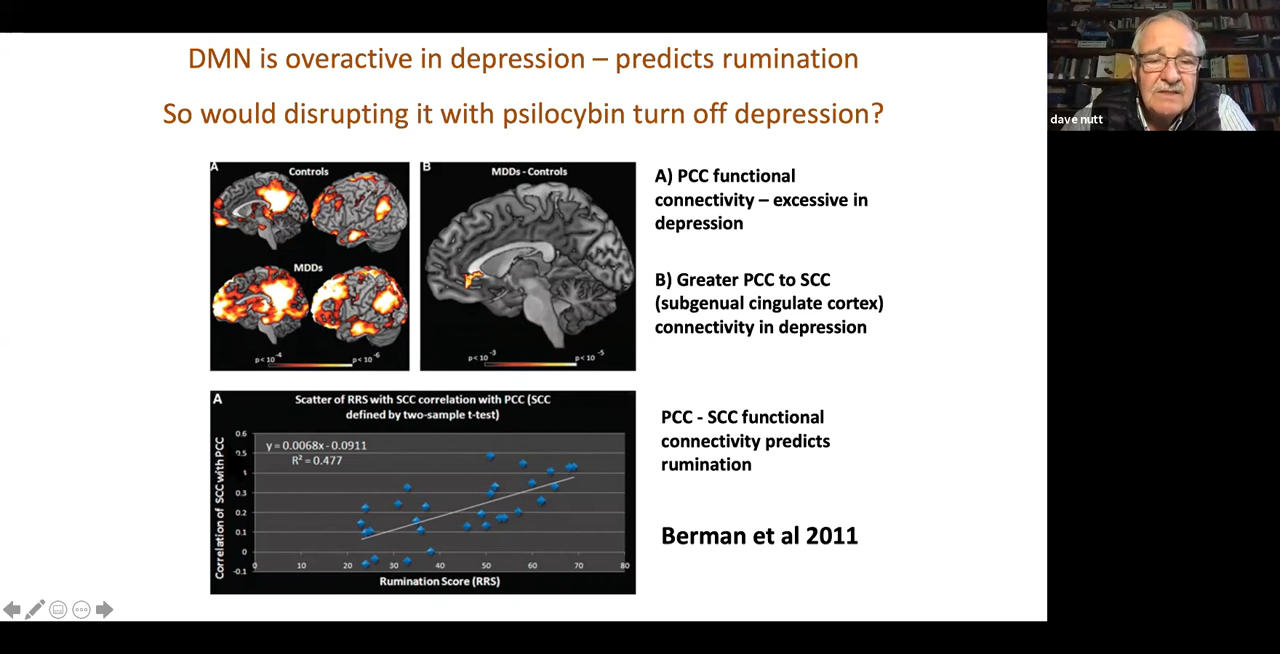 DMN is overactive in depression – predicts rumination
So would disrupting it with psilocybin turn off depression?
dave nutt
A
Controls
MDDs
p< 10 -4
p< 10 -6
B
MDDs - Controls
p< 10 -3
p< 10 -5
A) PCC functional
connectivity – excessive in
depression
B) Greater PCC to SCC
(subgenual cingulate cortex)
connectivity in depression
A
Scatter of RRS with SCC correlation with PCC (SCC
defined by two-sample t-test)
y = 0.0068x - 0.0911
R² = 0.477
Correlation of SCC with PCC
0.6
0.5
0.3
0.2
0.1
0
-0.1
0 10 20 30 40 50 60 70 80
Rumination Score (RRS)
PCC - SCC functional
connectivity predicts
rumination
Berman et al 2011